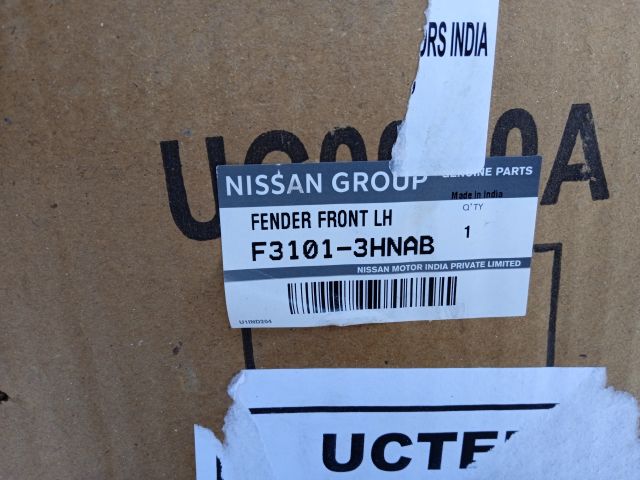 ORS INDIA
NISSAN GROUP GENUINE PARTS
Made in India
FENDER FRONT LH
Q'TY
F3101-3HNAB
1
NISSAN MOTOR INDIA PRIVATE LIMITED
U1IND204